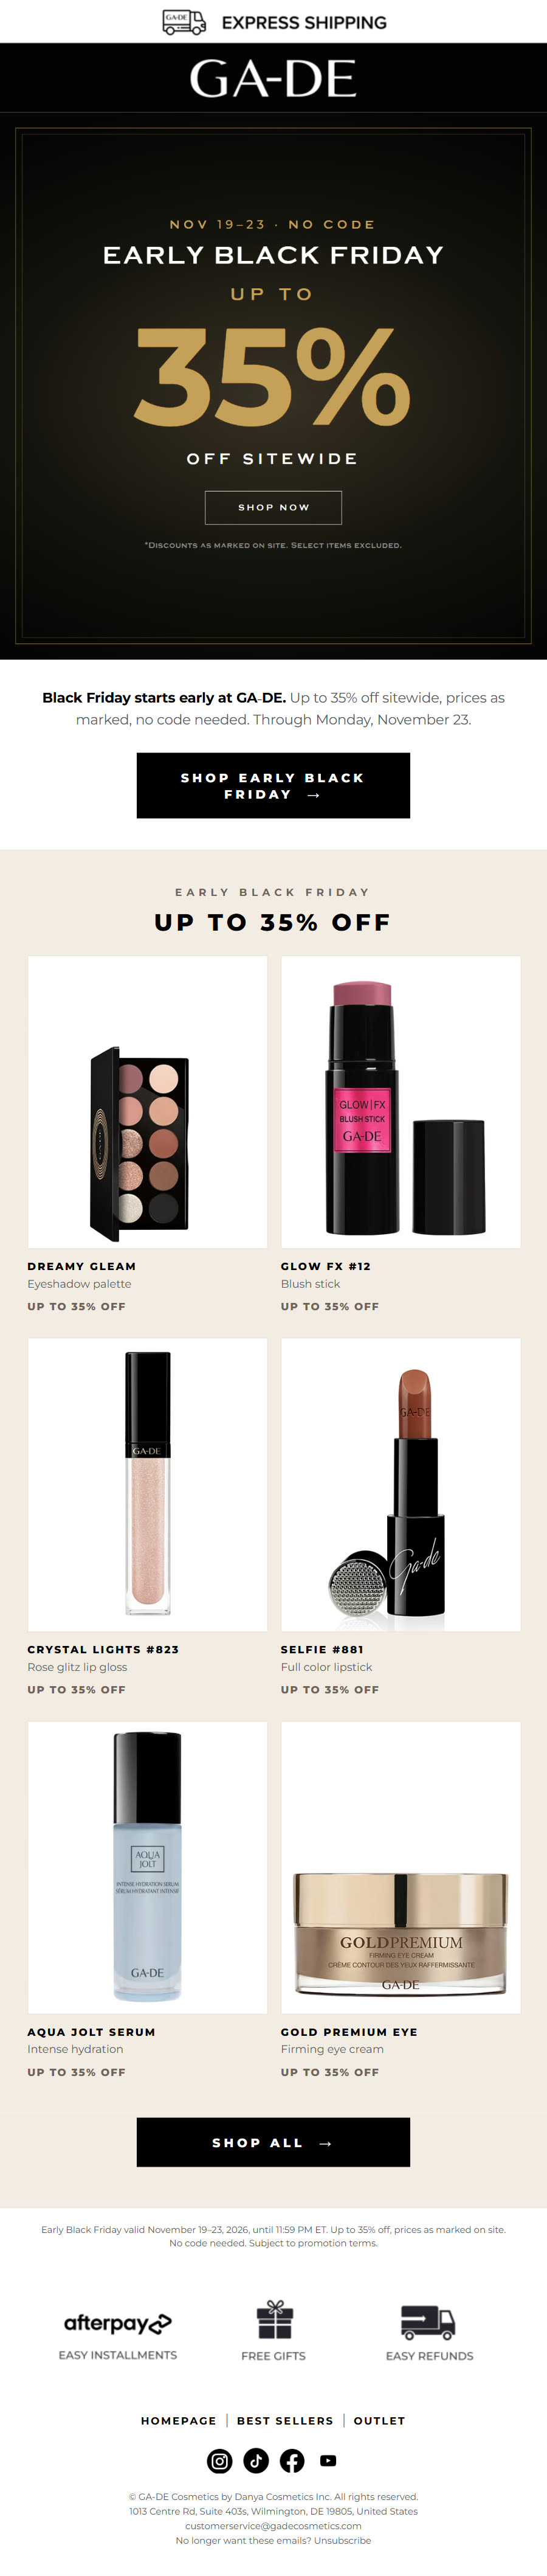 GA-DE
EXPRESS SHIPPING
GA-DE
NOV 19–23 · NO CODE
EARLY BLACK FRIDAY
UP TO
35%
OFF SITEWIDE
SHOP NOW
*DISCOUNTS AS MARKED ON SITE. SELECT ITEMS EXCLUDED.
Black Friday starts early at GA-DE. Up to 35% off sitewide, prices as
marked, no code needed. Through Monday, November 23.
SHOP EARLY BLACK
FRIDAY →
EARLY BLACK FRIDAY
UP TO 35% OFF
GLOW|FX
BLUSH STICK
GA-DE
DREAMY GLEAM
Eyeshadow palette
UP TO 35% OFF
GLOW FX #12
Blush stick
UP TO 35% OFF
GA-DE
GA-DE
Ga-de
CRYSTAL LIGHTS #823
Rose glitz lip gloss
UP TO 35% OFF
SELFIE #881
Full color lipstick
UP TO 35% OFF
AQUA
JOLT
INTENSE HYDRATION SERUM
SÉRUM HYDRATANT INTENSIF
GA-DE
GOLDPREMIUM
FIRMING EYE CREAM
CRÈME CONTOUR DES YEUX RAFFERMISSANTE
GA-DE
AQUA JOLT SERUM
Intense hydration
UP TO 35% OFF
GOLD PREMIUM EYE
Firming eye cream
UP TO 35% OFF
SHOP ALL →
Early Black Friday valid November 19–23, 2026, until 11:59 PM ET. Up to 35% off, prices as marked on site.
No code needed. Subject to promotion terms.
afterpay
EASY INSTALLMENTS
FREE GIFTS
EASY REFUNDS
HOMEPAGE | BEST SELLERS | OUTLET
© GA-DE Cosmetics by Danya Cosmetics Inc. All rights reserved.
1013 Centre Rd, Suite 403s, Wilmington, DE 19805, United States
customerservice@gadecosmetics.com
No longer want these emails? Unsubscribe